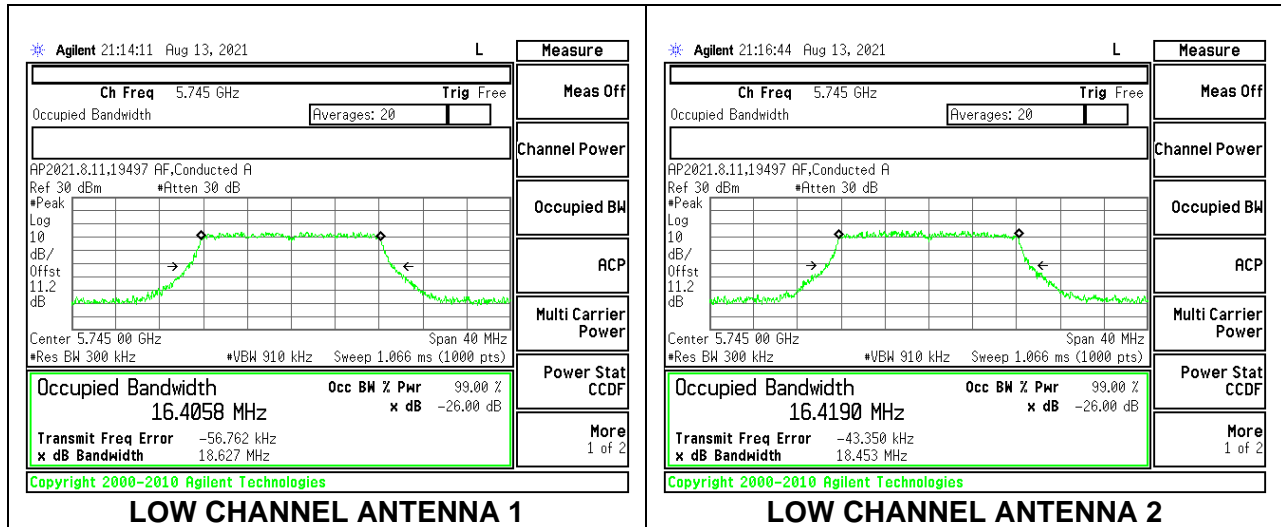 Agilent 21:14:11 Aug 13, 2021 L
Measure
Ch Freq 5.745 GHz Trig Free
Occupied Bandwidth Averages: 20
AP2021.8.11,19497 AF,Conducted A
Ref 30 dBm #Atten 30 dB
#Peak
Log
10
dB/
Offst
11.2
dB
Center 5.745 00 GHz Span 40 MHz
#Res BW 300 kHz #VBW 910 kHz Sweep 1.066 ms (1000 pts)
Occupied Bandwidth Occ BW % Pwr 99.00 %
16.4058 MHz x dB -26.00 dB
Transmit Freq Error -56.762 kHz
x dB Bandwidth 18.627 MHz
Copyright 2000-2010 Agilent Technologies
Meas Off
Channel Power
Occupied BW
ACP
Multi Carrier
Power
Power Stat
CCDF
More
1 of 2
LOW CHANNEL ANTENNA 1
Agilent 21:16:44 Aug 13, 2021 L
Measure
Ch Freq 5.745 GHz Trig Free
Occupied Bandwidth Averages: 20
AP2021.8.11,19497 AF,Conducted A
Ref 30 dBm #Atten 30 dB
#Peak
Log
10
dB/
Offst
11.2
dB
Center 5.745 00 GHz Span 40 MHz
#Res BW 300 kHz #VBW 910 kHz Sweep 1.066 ms (1000 pts)
Occupied Bandwidth Occ BW % Pwr 99.00 %
16.4190 MHz x dB -26.00 dB
Transmit Freq Error -43.350 kHz
x dB Bandwidth 18.453 MHz
Copyright 2000-2010 Agilent Technologies
Meas Off
Channel Power
Occupied BW
ACP
Multi Carrier
Power
Power Stat
CCDF
More
1 of 2
LOW CHANNEL ANTENNA 2